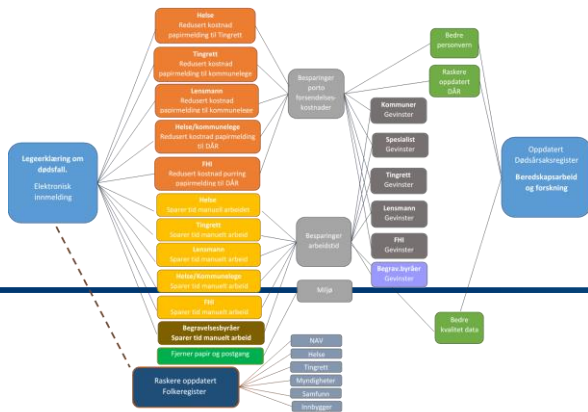 Legeerklæring om
dødsfall.
Elektronisk
innmelding
Helse
Redusert kostnad
papirmelding til Tingrett
Tingrett
Redusert kostnad
papirmelding til kommunelege
Lensmann
Redusert kostnad
papirmelding til kommunelege
Helse/kommunelege
Redusert kostnad papirmelding
til DÅR
FHI
Redusert kostnad purring
papirmelding til DÅR
Helse
Sparer tid manuelt arbeidet
Tingrett
Sparer tid manuelt arbeid
Lensmann
Sparer tid manuelt arbeid
Helse/Kommunelege
Sparer tid manuelt arbeid
FHI
Sparer tid manuelt arbeid
Begravelsesbyråer
Sparer tid manuelt arbeid
Fjerner papir og postgang
Raskere oppdatert
Folkeregister
Besparinger
porto
forsendelses-
kostnader
Besparinger
arbeidstid
Miljø
NAV
Helse
Tingrett
Myndigheter
Samfunn
Innbygger
Kommuner
Gevinster
Spesialist
Gevinster
Tingrett
Gevinster
Lensmann
Gevinster
FHI
Gevinster
Begrav.byråer
Gevinster
Bedre
personvern
Raskere
oppdatert
DÅR
Bedre
kvalitet data
Oppdatert
Dødsårsaksregister
Beredskapsarbeid
og forskning